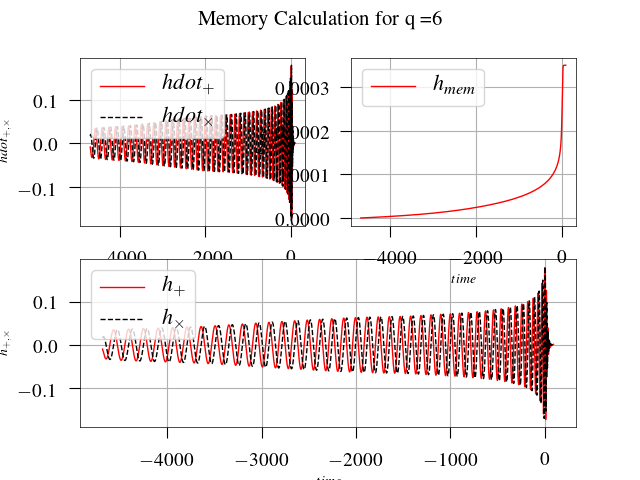 Memory Calculation for q =6
hdot+
hdot×
hdot+,×
0.1
0.0
−0.1
4000 2000 0
hmem
0.0003
0.0002
0.0001
0.0000
4000 2000 0
time
h+
h×
h+,×
0.1
0.0
−0.1
−4000 −3000 −2000 −1000 0
time